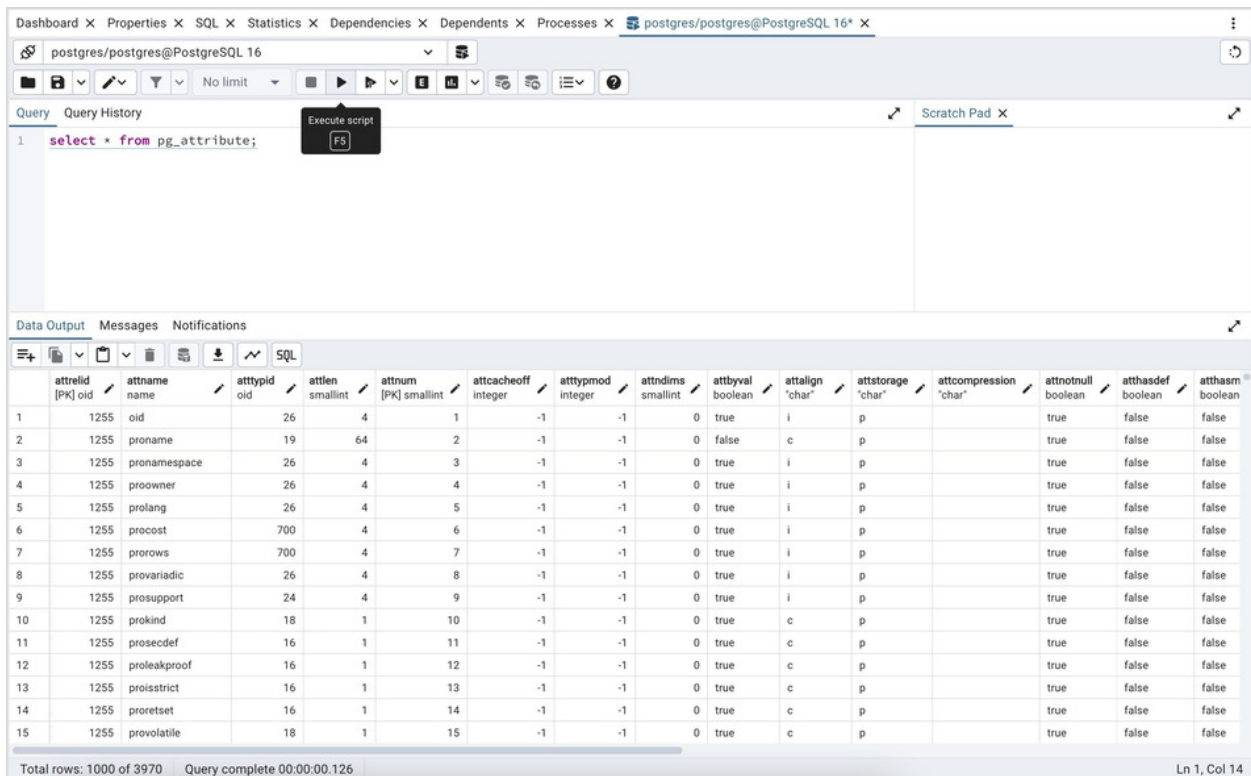 Dashboard X Properties X SQL X Statistics X Dependencies X Dependents X Processes X postgres/postgres@PostgreSQL 16* X
postgres/postgres@PostgreSQL 16
No limit
E
Query Query History
Execute script
F5
Scratch Pad X
1 select * from pg_attribute;
Data Output Messages Notifications
SQL
attrelid attname atttypid attlen attnum attcacheoff atttypmod attndims attbyval attalign attstorage attcompression attnotnull atthasdef atthasm
[PK] oid name oid smallint [PK] smallint integer integer smallint boolean "char" "char" "char" boolean boolean boolean
1 1255 oid 26 4 1 -1 -1 0 true i p true false false
2 1255 proname 19 64 2 -1 -1 0 false c p true false false
3 1255 pronamespace 26 4 3 -1 -1 0 true i p true false false
4 1255 proowner 26 4 4 -1 -1 0 true i p true false false
5 1255 prolang 26 4 5 -1 -1 0 true i p true false false
6 1255 procost 700 4 6 -1 -1 0 true i p true false false
7 1255 prorows 700 4 7 -1 -1 0 true i p true false false
8 1255 provariadic 26 4 8 -1 -1 0 true i p true false false
9 1255 prosupport 24 4 9 -1 -1 0 true i p true false false
10 1255 prokind 18 1 10 -1 -1 0 true c p true false false
11 1255 prosecdef 16 1 11 -1 -1 0 true c p true false false
12 1255 proleakproof 16 1 12 -1 -1 0 true c p true false false
13 1255 proisstrict 16 1 13 -1 -1 0 true c p true false false
14 1255 proretset 16 1 14 -1 -1 0 true c p true false false
15 1255 provolatile 18 1 15 -1 -1 0 true c p true false false
Total rows: 1000 of 3970 Query complete 00:00:00.126 Ln 1, Col 14